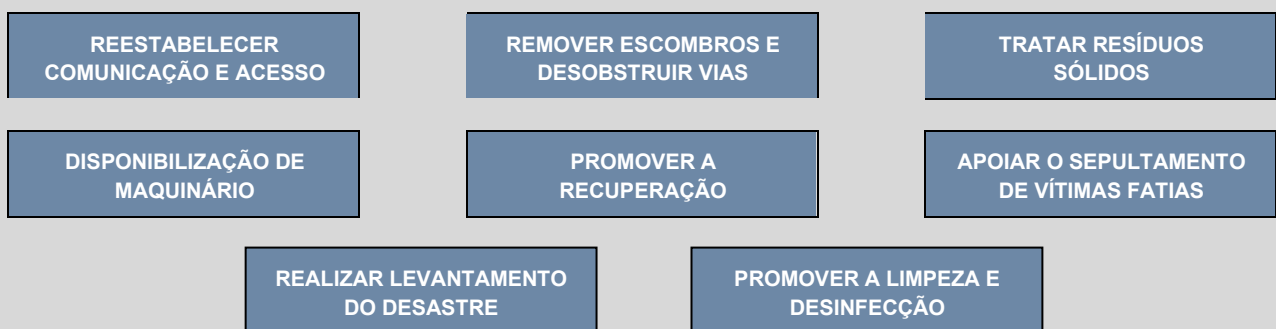 REESTABELECER
COMUNICAÇÃO E ACESSO
REMOVER ESCOMBROS E
DESOBSTRUIR VIAS
TRATAR RESÍDUOS
SÓLIDOS
DISPONIBILIZAÇÃO DE
MAQUINÁRIO
PROMOVER A
RECUPERAÇÃO
APOIAR O SEPULTAMENTO
DE VÍTIMAS FATIAS
REALIZAR LEVANTAMENTO
DO DESASTRE
PROMOVER A LIMPEZA E
DESINFECÇÃO